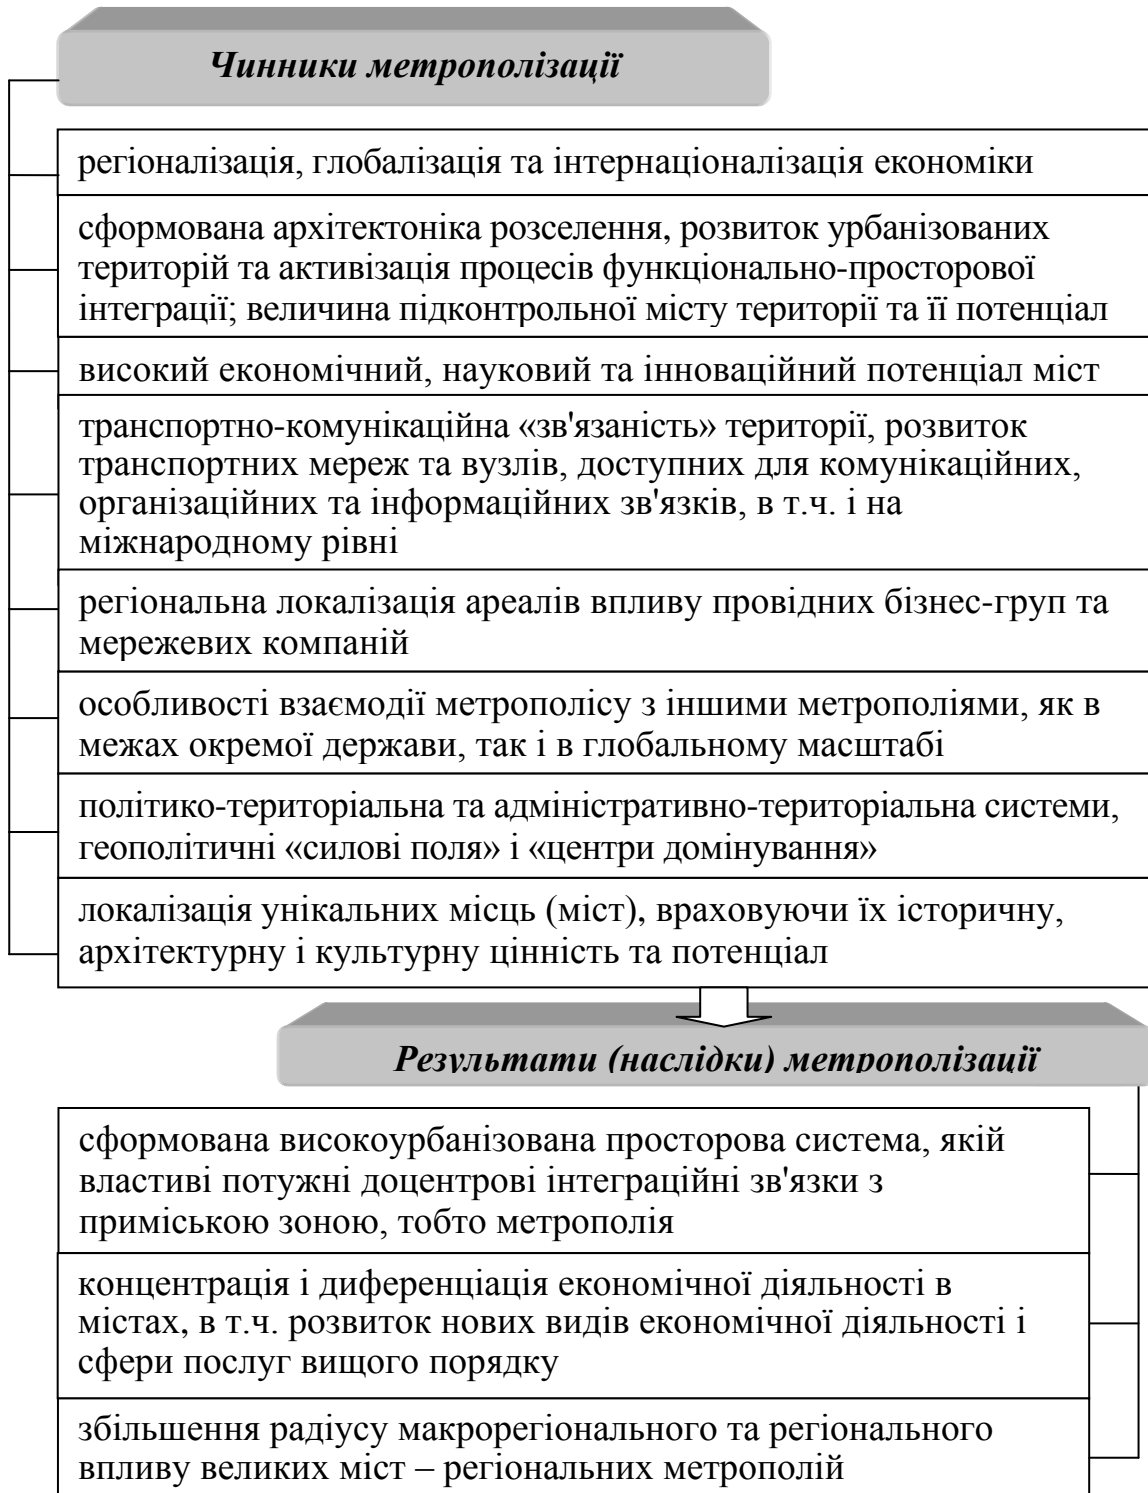 Чинники метрополізації
регіоналізація, глобалізація та інтернаціоналізація економіки
сформована архітектоніка розселення, розвиток урбанізованих
територій та активізація процесів функціонально-просторової
інтеграції; величина підконтрольної місту території та її потенціал
високий економічний, науковий та інноваційний потенціал міст
транспортно-комунікаційна «зв'язаність» території, розвиток
транспортних мереж та вузлів, доступних для комунікаційних,
організаційних та інформаційних зв'язків, в т.ч. і на
міжнародному рівні
регіональна локалізація ареалів впливу провідних бізнес-груп та
мережевих компаній
особливості взаємодії метрополісу з іншими метрополіями, як в
межах окремої держави, так і в глобальному масштабі
політико-територіальна та адміністративно-територіальна системи,
геополітичні «силові поля» і «центри домінування»
локалізація унікальних місць (міст), враховуючи їх історичну,
архітектурну і культурну цінність та потенціал
Результати (наслідки) метрополізації
сформована високоурбанізована просторова система, якій
властиві потужні доцентрові інтеграційні зв'язки з
приміською зоною, тобто метрополія
концентрація і диференціація економічної діяльності в
містах, в т.ч. розвиток нових видів економічної діяльності і
сфери послуг вищого порядку
збільшення радіусу макрорегіонального та регіонального
впливу великих міст – регіональних метрополій